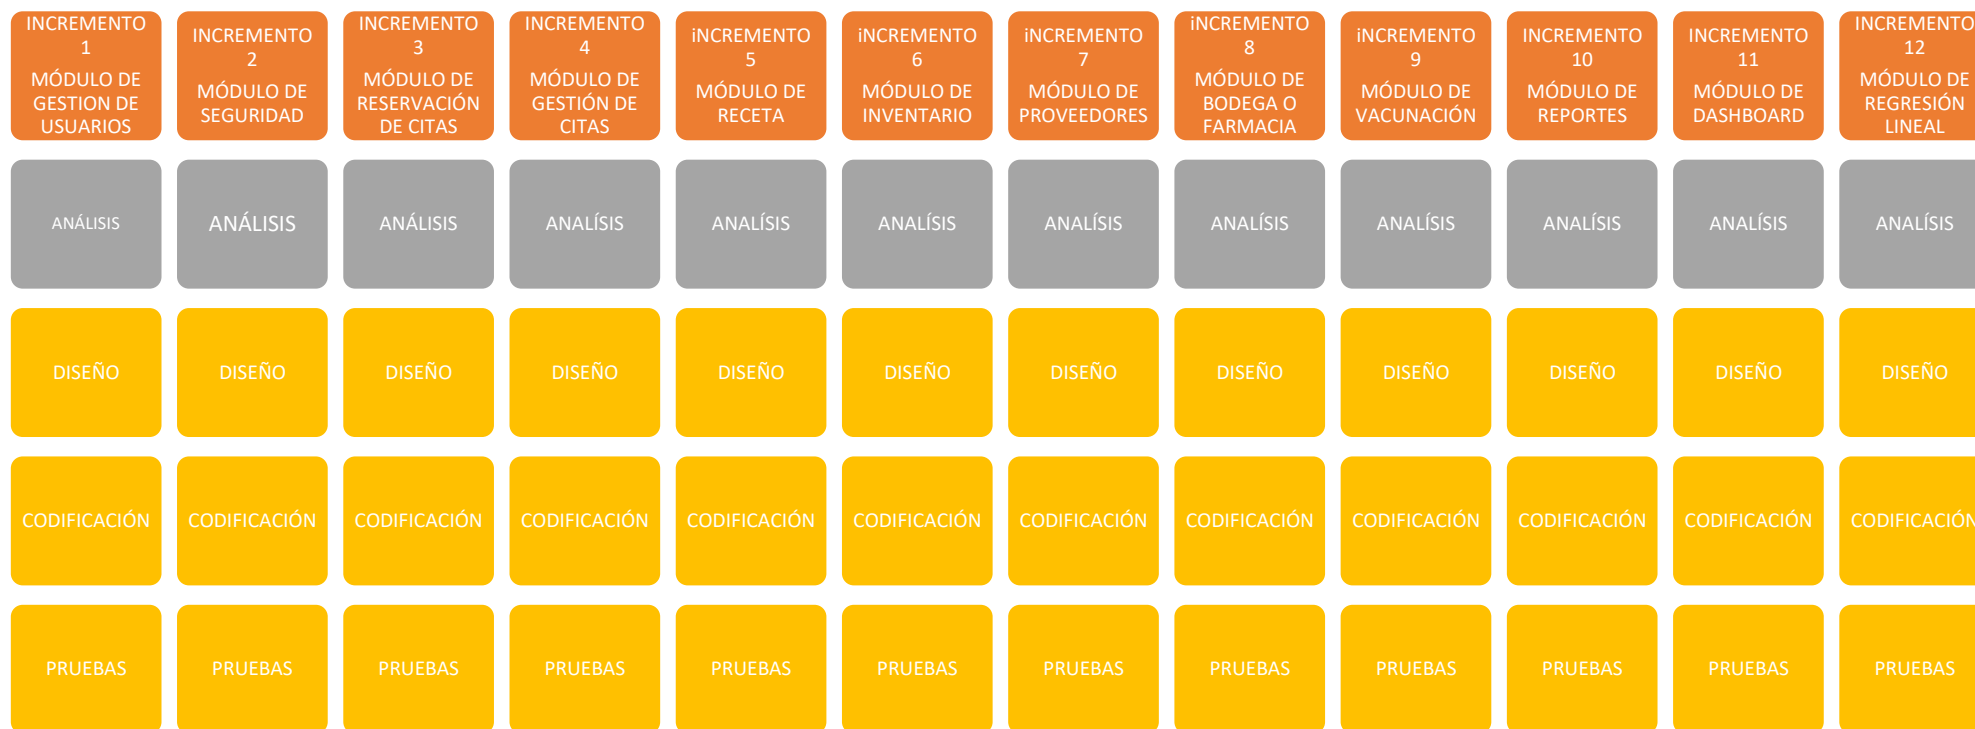 INCREMENTO
1
MÓDULO DE
GESTION DE
USUARIOS
INCREMENTO
2
MÓDULO DE
SEGURIDAD
INCREMENTO
3
MÓDULO DE
RESERVACIÓN
DE CITAS
INCREMENTO
4
MÓDULO DE
GESTIÓN DE
CITAS
iNCREMENTO
5
MÓDULO DE
RECETA
iNCREMENTO
6
MÓDULO DE
INVENTARIO
iNCREMENTO
7
MÓDULO DE
PROVEEDORES
iNCREMENTO
8
MÓDULO DE
BODEGA O
FARMACIA
iNCREMENTO
9
MÓDULO DE
VACUNACIÓN
INCREMENTO
10
MÓDULO DE
REPORTES
INCREMENTO
11
MÓDULO DE
DASHBOARD
INCREMENTO
12
MÓDULO DE
REGRESIÓN
LINEAL
ANÁLISIS
ANÁLISIS
ANÁLISIS
ANALÍSIS
ANALÍSIS
ANALÍSIS
ANALÍSIS
ANALÍSIS
ANALÍSIS
ANALÍSIS
ANALÍSIS
ANALÍSIS
DISEÑO
DISEÑO
DISEÑO
DISEÑO
DISEÑO
DISEÑO
DISEÑO
DISEÑO
DISEÑO
DISEÑO
DISEÑO
DISEÑO
CODIFICACIÓN
CODIFICACIÓN
CODIFICACIÓN
CODIFICACIÓN
CODIFICACIÓN
CODIFICACIÓN
CODIFICACIÓN
CODIFICACIÓN
CODIFICACIÓN
CODIFICACIÓN
CODIFICACIÓN
CODIFICACIÓN
PRUEBAS
PRUEBAS
PRUEBAS
PRUEBAS
PRUEBAS
PRUEBAS
PRUEBAS
PRUEBAS
PRUEBAS
PRUEBAS
PRUEBAS
PRUEBAS